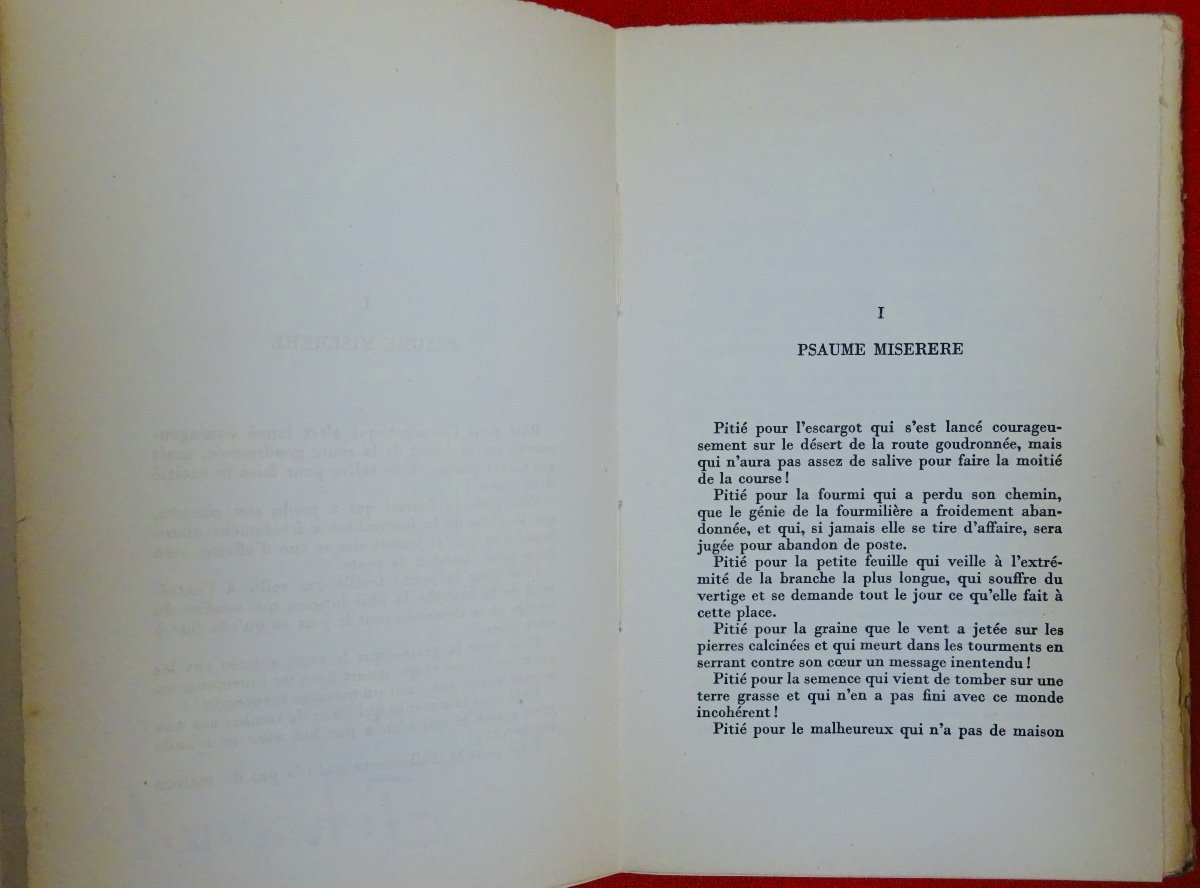 I
PSAUME MISERERE
Pitié pour l'escargot qui s'est lancé courageu-
sement sur le désert de la route goudronnée, mais
qui n'aura pas assez de salive pour faire la moitié
de la course !
Pitié pour la fourmi qui a perdu son chemin,
que le génie de la fourmilière a froidement aban-
donnée, et qui, si jamais elle se tire d'affaire, sera
jugée pour abandon de poste.
Pitié pour la petite feuille qui veille à l'extré-
mité de la branche la plus longue, qui souffre du
vertige et se demande tout le jour ce qu'elle fait à
cette place.
Pitié pour la graine que le vent a jetée sur les
pierres calcinées et qui meurt dans les tourments en
serrant contre son cœur un message inentendu !
Pitié pour la semence qui vient de tomber sur une
terre grasse et qui n'en a pas fini avec ce monde
incohérent !
Pitié pour le malheureux qui n'a pas de maison